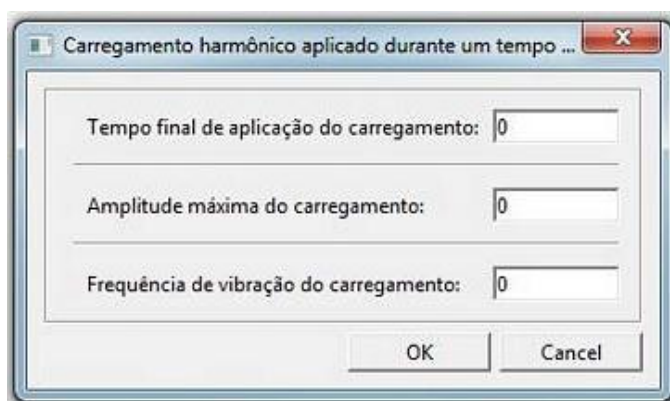 Carregamento harmônico aplicado durante um tempo ...
Tempo final de aplicação do carregamento: 0
Amplitude máxima do carregamento: 0
Frequência de vibração do carregamento: 0
OK Cancel